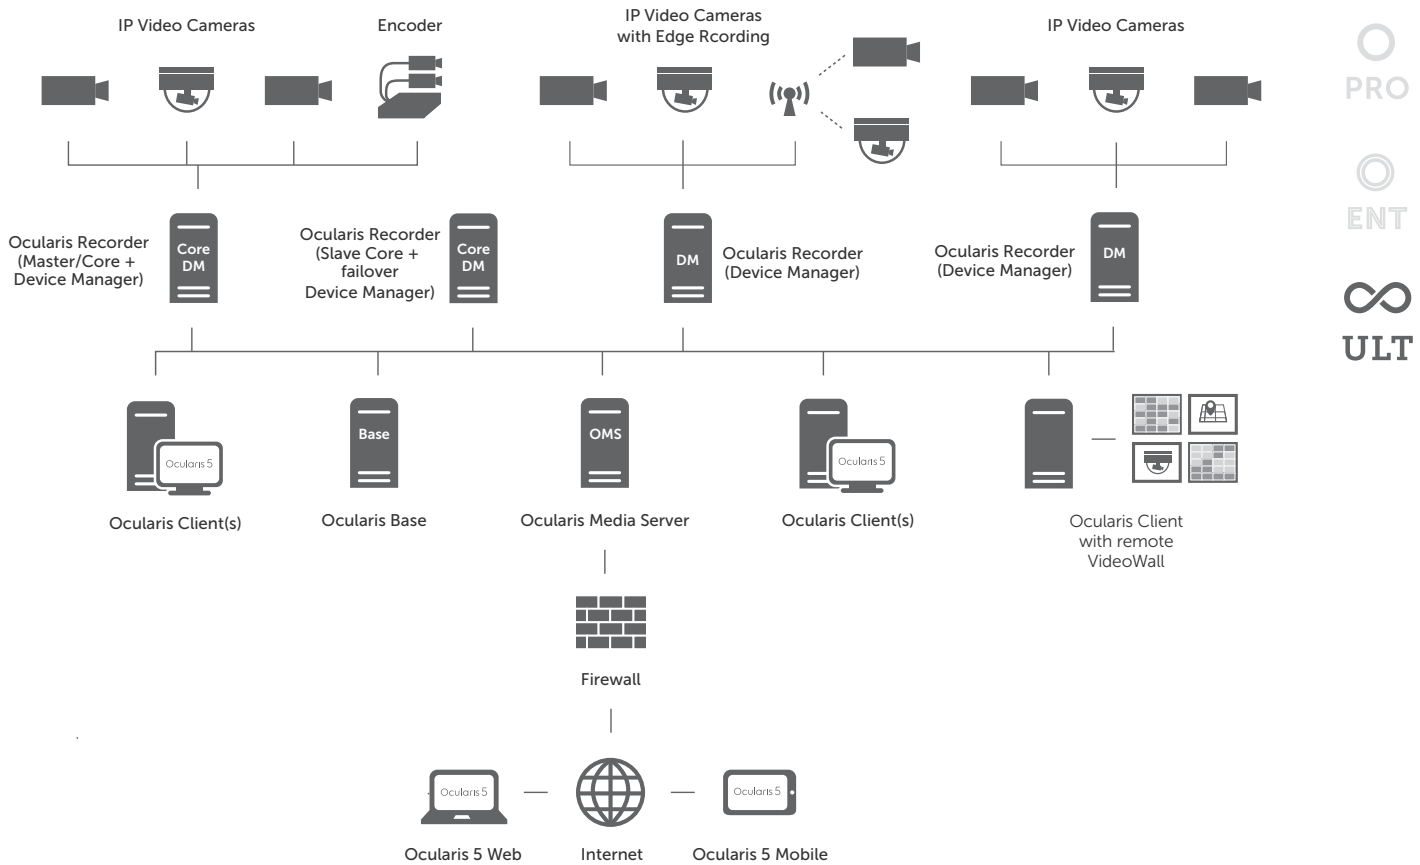 IP Video Cameras
Encoder
IP Video Cameras
with Edge Rcording
IP Video Cameras
PRO
ENT
ULT
Ocularis Recorder
(Master/Core +
Device Manager)
Core
DM
Ocularis Recorder
(Slave Core +
failover
Device Manager)
Core
DM
DM
Ocularis Recorder
(Device Manager)
Ocularis Recorder
(Device Manager)
DM
Ocularis 5
Ocularis Client(s)
Base
Ocularis Base
OMS
Ocularis Media Server
Ocularis 5
Ocularis Client(s)
Ocularis Client
with remote
VideoWall
Firewall
Ocularis 5
Ocularis 5 Web
Internet
Ocularis 5
Ocularis 5 Mobile